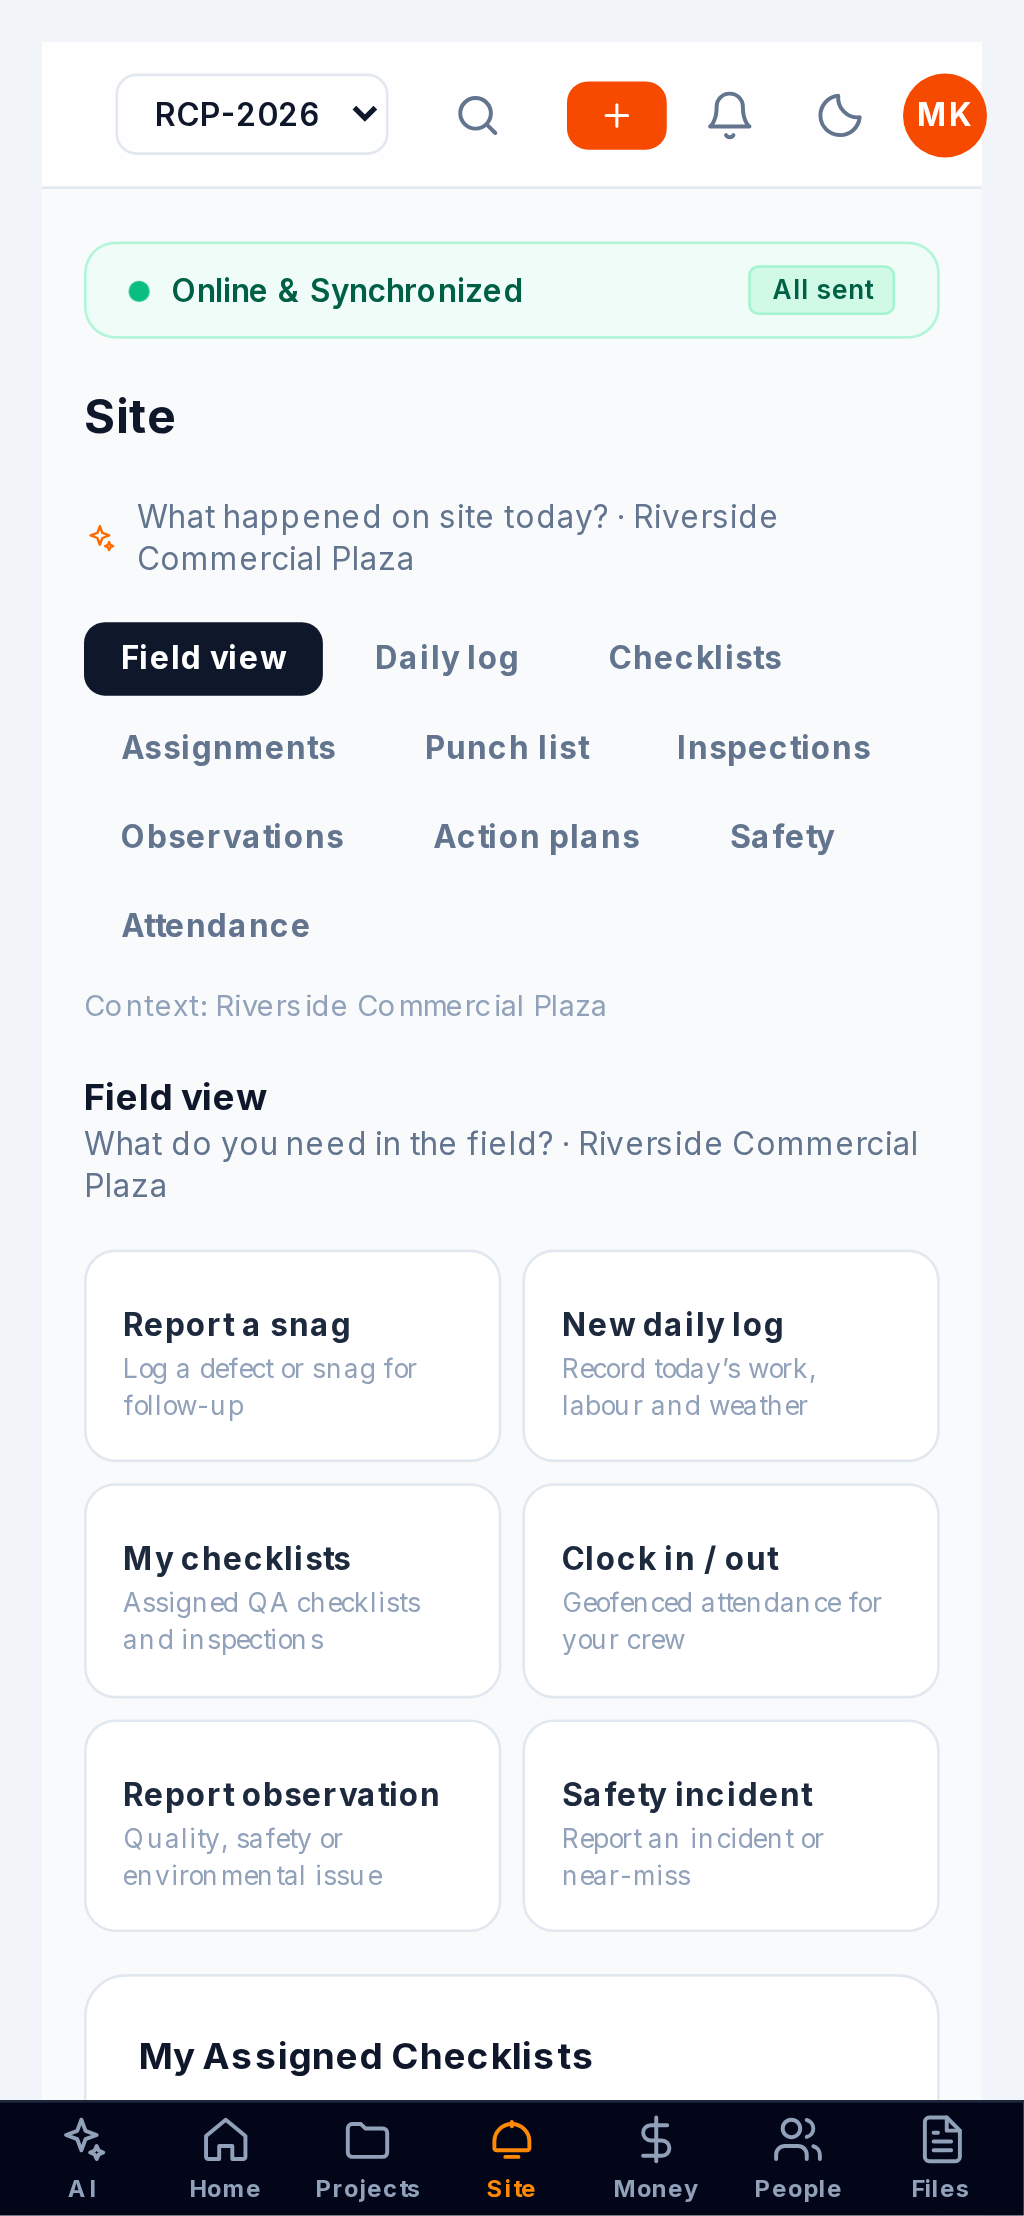 RCP-2026
MK
Online & Synchronized
All sent
Site
What happened on site today? · Riverside
Commercial Plaza
Field view
Daily log
Checklists
Assignments
Punch list
Inspections
Observations
Action plans
Safety
Attendance
Context: Riverside Commercial Plaza
Field view
What do you need in the field? · Riverside Commercial
Plaza
Report a snag
Log a defect or snag for
follow-up
New daily log
Record today’s work,
labour and weather
My checklists
Assigned QA checklists
and inspections
Clock in / out
Geofenced attendance for
your crew
Report observation
Quality, safety or
environmental issue
Safety incident
Report an incident or
near-miss
My Assigned Checklists
AI
Home
Projects
Site
Money
People
Files